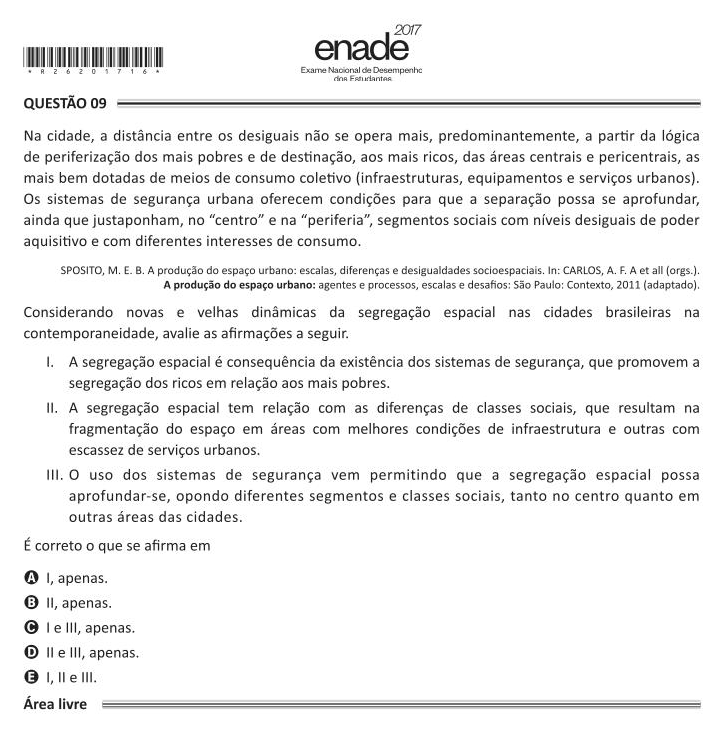 2017
enade
Exame Nacional de Desempenho
dos Estudantes
*R26201716*
QUESTÃO 09
Na cidade, a distância entre os desiguais não se opera mais, predominantemente, a partir da lógica
de periferização dos mais pobres e de destinação, aos mais ricos, das áreas centrais e pericentrais, as
mais bem dotadas de meios de consumo coletivo (infraestruturas, equipamentos e serviços urbanos).
Os sistemas de segurança urbana oferecem condições para que a separação possa se aprofundar,
ainda que justaponham, no “centro” e na “periferia”, segmentos sociais com níveis desiguais de poder
aquisitivo e com diferentes interesses de consumo.
SPOSITO, M. E. B. A produção do espaço urbano: escalas, diferenças e desigualdades socioespaciais. In: CARLOS, A. F. A et all (orgs.).
A produção do espaço urbano: agentes e processos, escalas e desafios: São Paulo: Contexto, 2011 (adaptado).
Considerando novas e velhas dinâmicas da segregação espacial nas cidades brasileiras na
contemporaneidade, avalie as afirmações a seguir.
I. A segregação espacial é consequência da existência dos sistemas de segurança, que promovem a
segregação dos ricos em relação aos mais pobres.
II. A segregação espacial tem relação com as diferenças de classes sociais, que resultam na
fragmentação do espaço em áreas com melhores condições de infraestrutura e outras com
escassez de serviços urbanos.
III. O uso dos sistemas de segurança vem permitindo que a segregação espacial possa
aprofundar-se, opondo diferentes segmentos e classes sociais, tanto no centro quanto em
outras áreas das cidades.
É correto o que se afirma em
A I, apenas.
B II, apenas.
C I e III, apenas.
D II e III, apenas.
E I, II e III.
Área livre